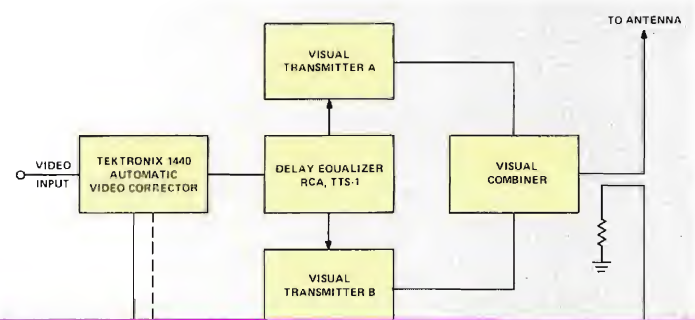 TO ANTENNA
VISUAL
TRANSMITTER A
VIDEO
INPUT
TEKTRONIX 1440
AUTOMATIC
VIDEO CORRECTOR
DELAY EQUALIZER
RCA, TTS-1
VISUAL
COMBINER
VISUAL
TRANSMITTER B